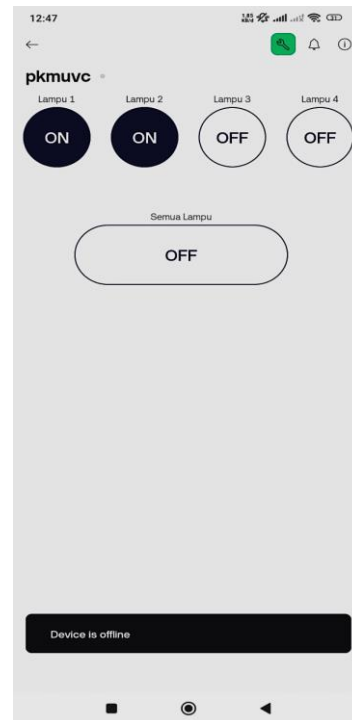 12:47
pkmuvc
Lampu 1 Lampu 2 Lampu 3 Lampu 4
ON ON OFF OFF
Semua Lampu
OFF
Device is offline